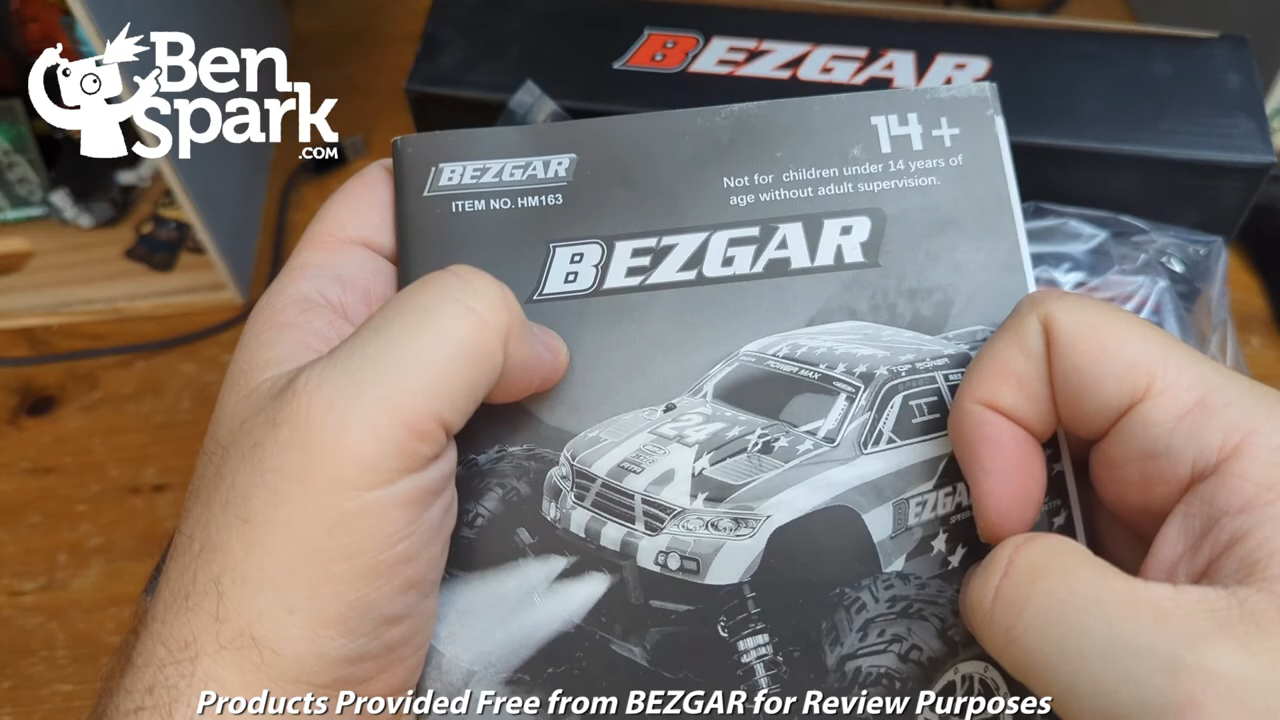 Ben
Spark
.COM
BEZGAR
BEZGAR
ITEM NO. HM163
14+
Not for children under 14 years of
age without adult supervision.
BEZGAR
POWER MAX
TOP POWER
24
BEZGA
Products Provided Free from BEZGAR for Review Purposes